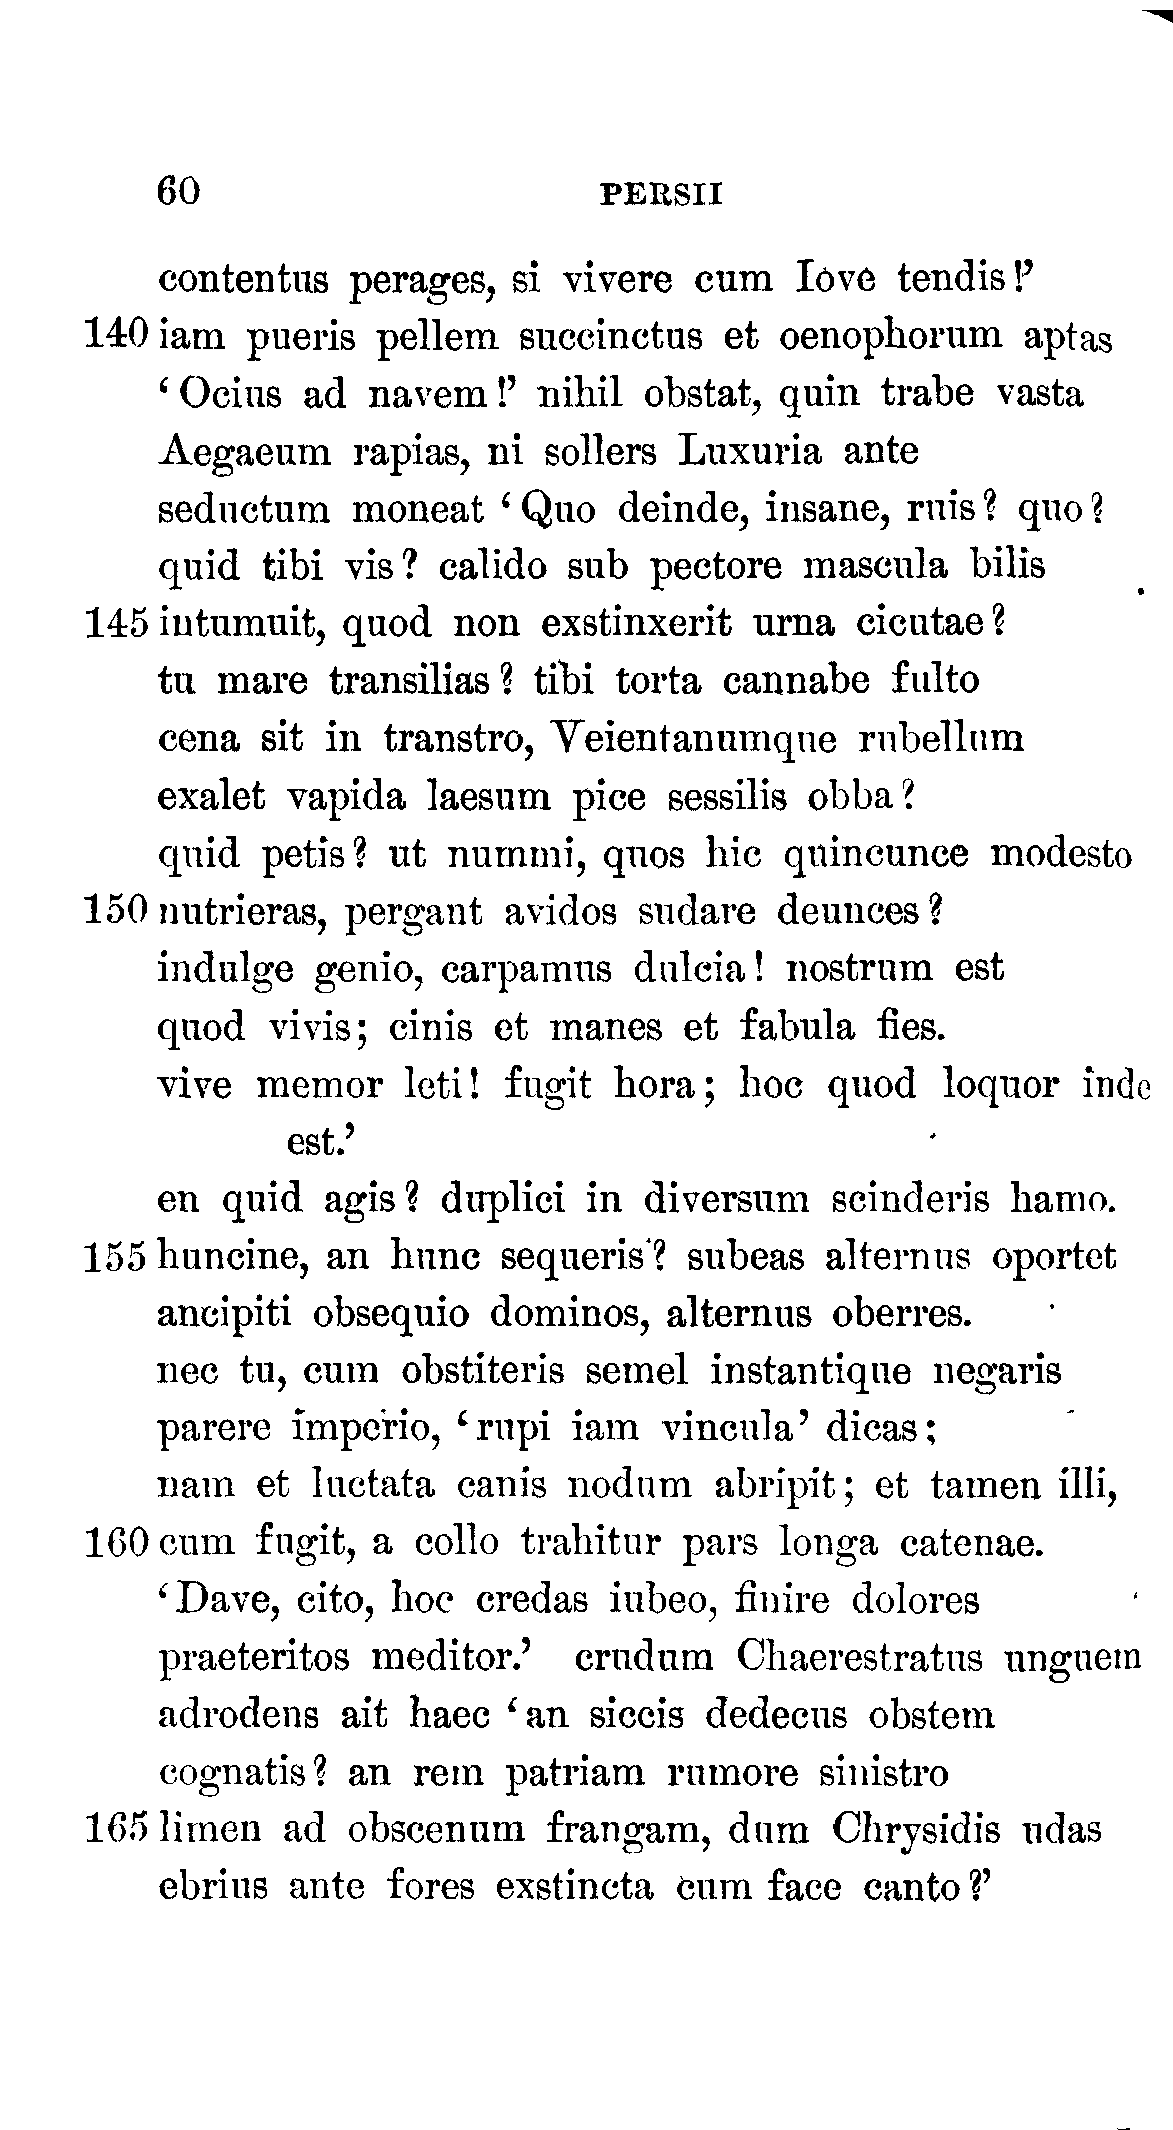 60 PERSII
contentus perages, si vivere cum Iove tendis!’
140 iam pueris pellem succinctus et oenophorum aptas
‘Ocius ad navem!’ nihil obstat, quin trabe vasta
Aegaeum rapias, ni sollers Luxuria ante
seductum moneat ‘Quo deinde, insane, ruis? quo?
quid tibi vis? calido sub pectore mascula bilis
145 intumuit, quod non exstinxerit urna cicutae?
tu mare transilias? tibi torta cannabe fulto
cena sit in transtro, Veientanumque rubellum
exalet vapida laesum pice sessilis obba?
quid petis? ut nummi, quos hic quincunce modesto
150 nutrieras, pergant avidos sudare deunces?
indulge genio, carpamus dulcia! nostrum est
quod vivis; cinis et manes et fabula fies.
vive memor leti! fugit hora; hoc quod loquor inde
est.’
en quid agis? duplici in diversum scinderis hamo.
155 huncine, an hunc sequeris? subeas alternus oportet
ancipiti obsequio dominos, alternus oberres.
nec tu, cum obstiteris semel instantique negaris
parere imperio, ‘rupi iam vincula’ dicas;
nam et luctata canis nodum abripit; et tamen illi,
160 cum fugit, a collo trahitur pars longa catenae.
‘Dave, cito, hoc credas iubeo, finire dolores
praeteritos meditor.’ crudum Chaerestratus unguem
adrodens ait haec ‘an siccis dedecus obstem
cognatis? an rem patriam rumore sinistro
165 limen ad obscenum frangam, dum Chrysidis udas
ebrius ante fores exstincta cum face canto?’